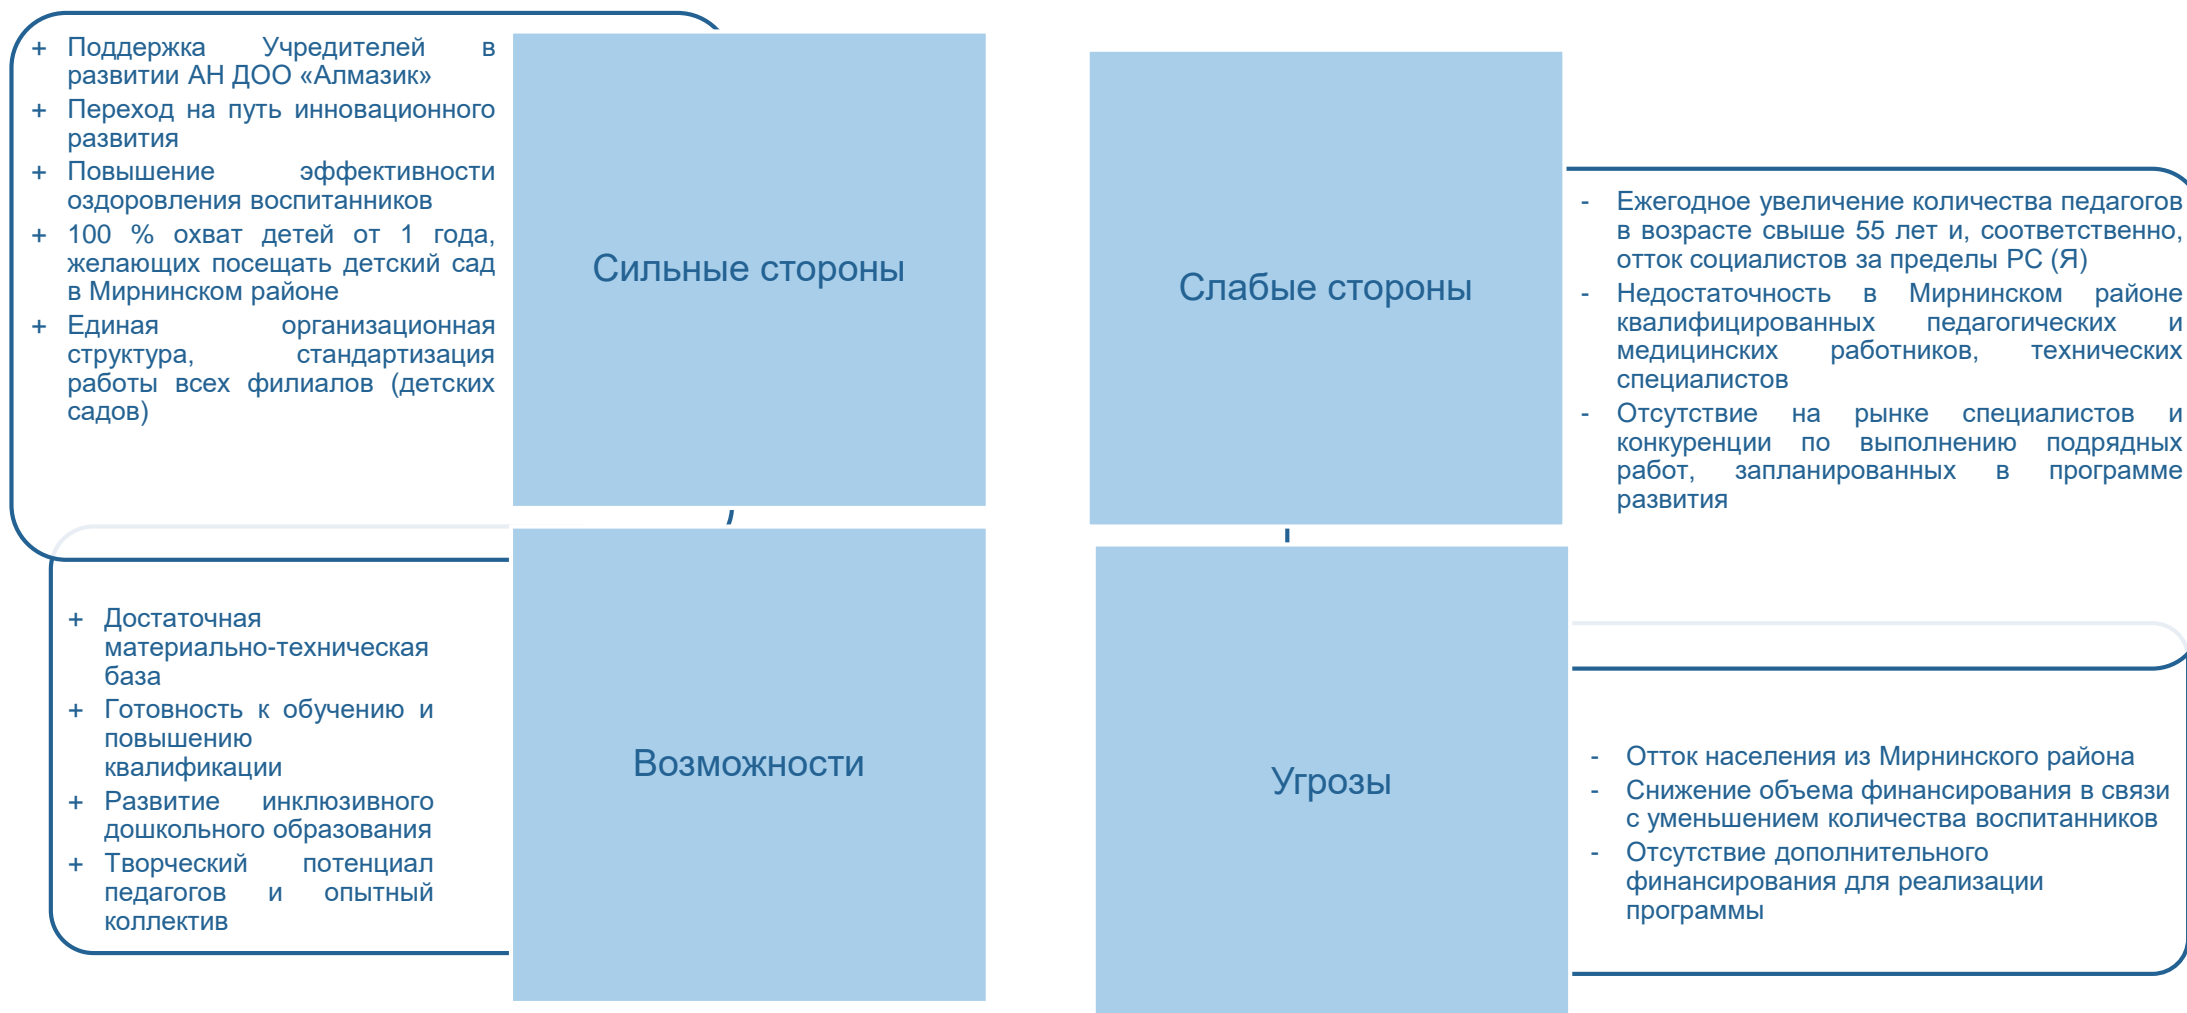 + Поддержка Учредителей в
развитии АН ДОО «Алмазик»
+ Переход на путь инновационного
развития
+ Повышение эффективности
оздоровления воспитанников
+ 100 % охват детей от 1 года,
желающих посещать детский сад
в Мирнинском районе
+ Единая организационная
структура, стандартизация
работы всех филиалов (детских
садов)
Сильные стороны
Слабые стороны
- Ежегодное увеличение количества педагогов
в возрасте свыше 55 лет и, соответственно,
отток социалистов за пределы РС (Я)
- Недостаточность в Мирнинском районе
квалифицированных педагогических и
медицинских работников, технических
специалистов
- Отсутствие на рынке специалистов и
конкуренции по выполнению подрядных
работ, запланированных в программе
развития
+ Достаточная
материально-техническая
база
+ Готовность к обучению и
повышению
квалификации
+ Развитие инклюзивного
дошкольного образования
+ Творческий потенциал
педагогов и опытный
коллектив
Возможности
Угрозы
- Отток населения из Мирнинского района
- Снижение объема финансирования в связи
с уменьшением количества воспитанников
- Отсутствие дополнительного
финансирования для реализации
программы